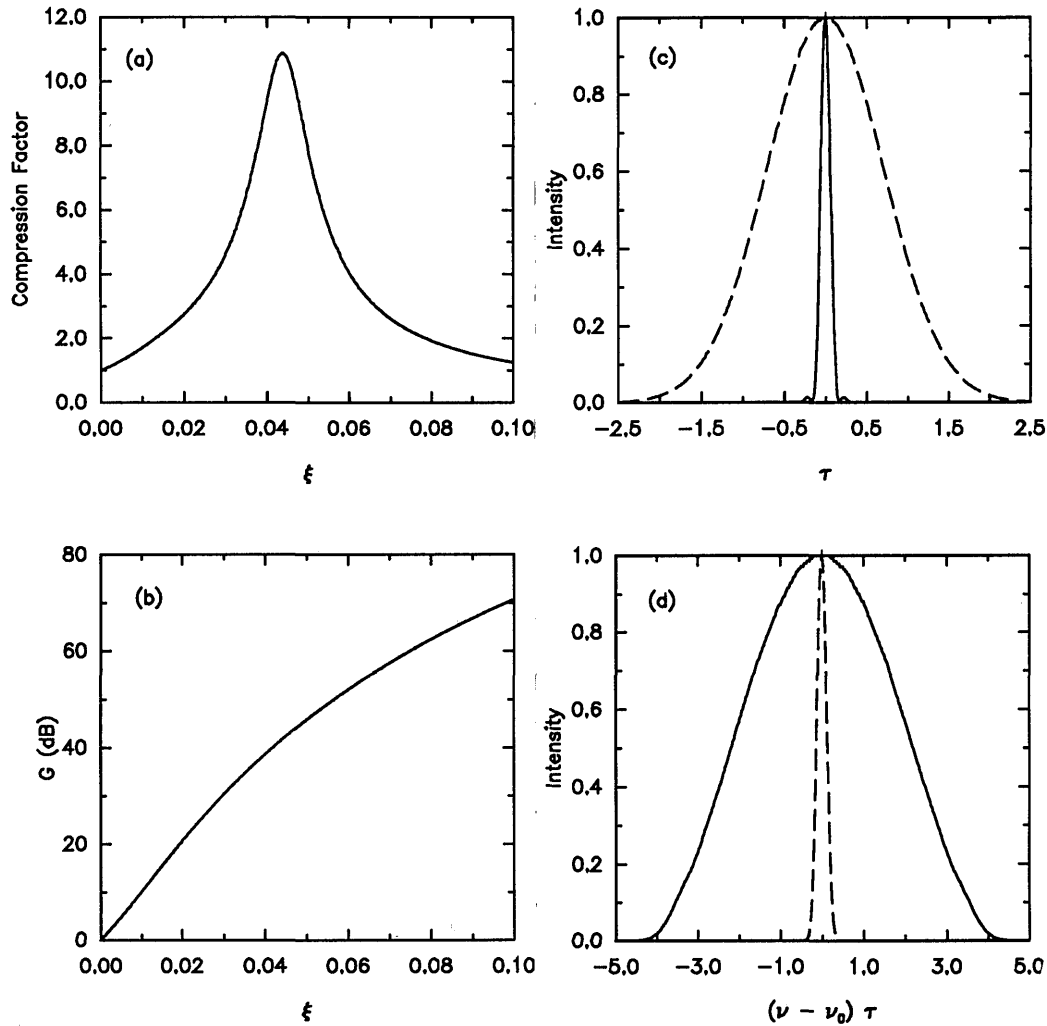 (a)
Compression Factor
12.0
10.0
8.0
6.0
4.0
2.0
0.0
0.00 0.02 0.04 0.06 0.08 0.10
ξ
(c)
Intensity
1.0
0.8
0.6
0.4
0.2
0.0
−2.5 −1.5 −0.5 0.5 1.5 2.5
τ
(b)
G (dB)
80
60
40
20
0
0.00 0.02 0.04 0.06 0.08 0.10
ξ
(d)
Intensity
1.0
0.8
0.6
0.4
0.2
0.0
−5.0 −3.0 −1.0 1.0 3.0 5.0
(ν − ν₀) τ